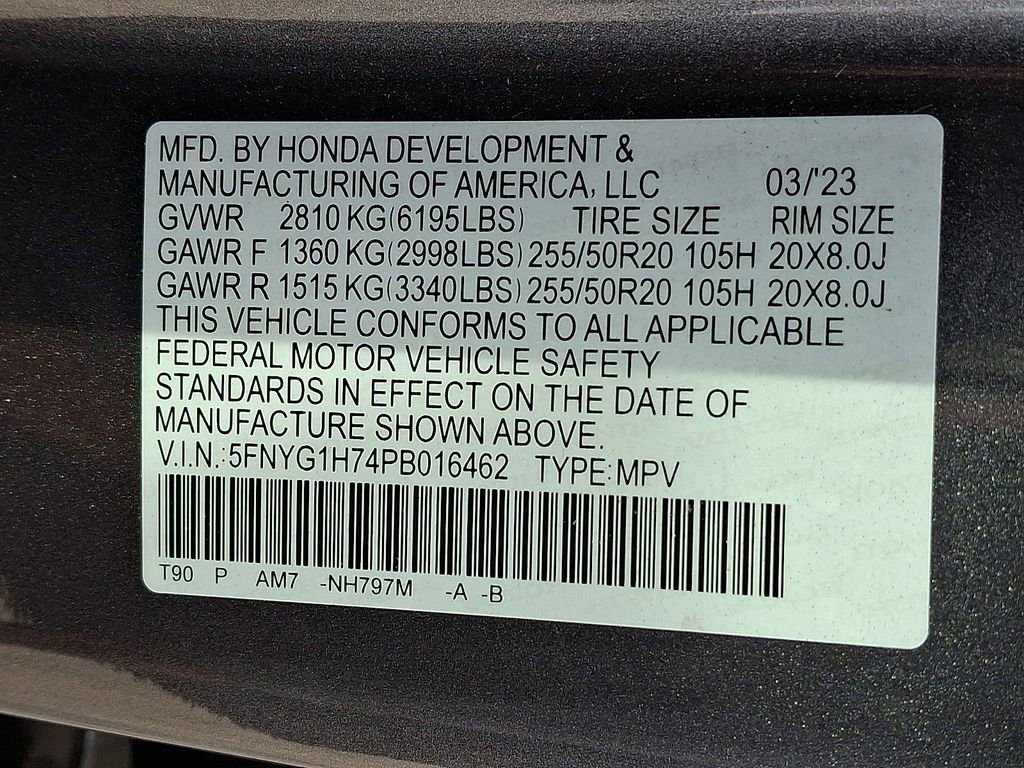 MFD. BY HONDA DEVELOPMENT &
MANUFACTURING OF AMERICA, LLC 03/'23
GVWR 2810 KG(6195LBS) TIRE SIZE RIM SIZE
GAWR F 1360 KG(2998LBS) 255/50R20 105H 20X8.0J
GAWR R 1515 KG(3340LBS) 255/50R20 105H 20X8.0J
THIS VEHICLE CONFORMS TO ALL APPLICABLE
FEDERAL MOTOR VEHICLE SAFETY
STANDARDS IN EFFECT ON THE DATE OF
MANUFACTURE SHOWN ABOVE.
V.I.N.:5FNYG1H74PB016462 TYPE:MPV
T90 P AM7 -NH797M -A -B